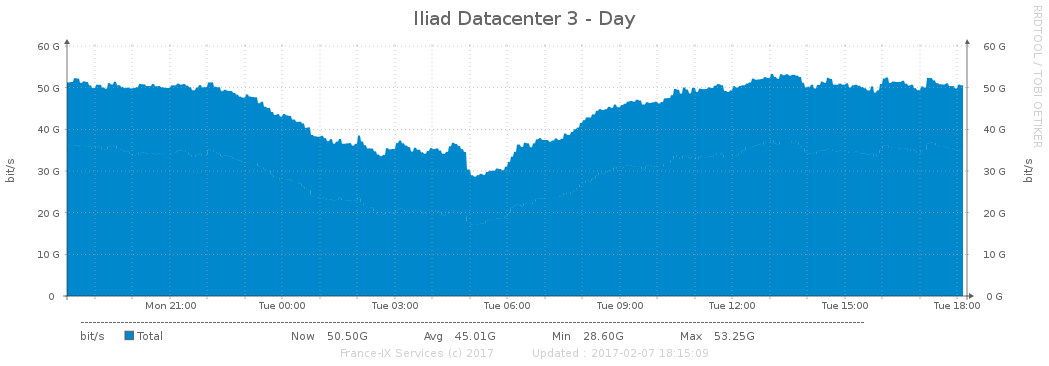 Iliad Datacenter 3 - Day
RRDTOOL / TOBI OETIKER
60 G 60 G
50 G 50 G
40 G 40 G
30 G 30 G
20 G 20 G
10 G 10 G
0 0 G
bit/s bit/s
Mon 21:00 Tue 00:00 Tue 03:00 Tue 06:00 Tue 09:00 Tue 12:00 Tue 15:00 Tue 18:00
bit/s Total Now 50.50G Avg 45.01G Min 28.60G Max 53.25G
France-IX Services (c) 2017 Updated : 2017-02-07 18:15:09